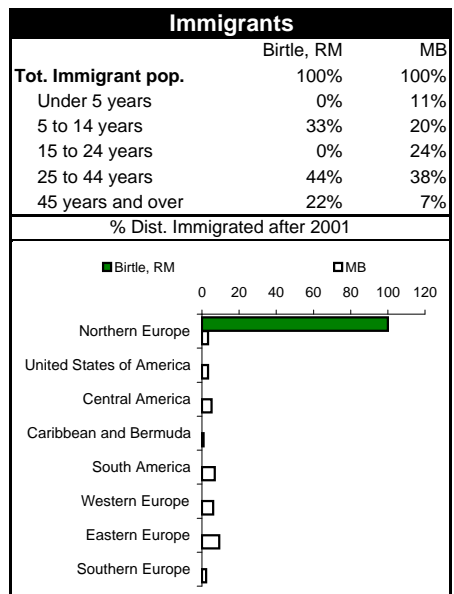 Immigrants
Birtle, RM MB
Tot. Immigrant pop. 100% 100%
Under 5 years 0% 11%
5 to 14 years 33% 20%
15 to 24 years 0% 24%
25 to 44 years 44% 38%
45 years and over 22% 7%
% Dist. Immigrated after 2001
Birtle, RM MB
0 20 40 60 80 100 120
Northern Europe
United States of America
Central America
Caribbean and Bermuda
South America
Western Europe
Eastern Europe
Southern Europe